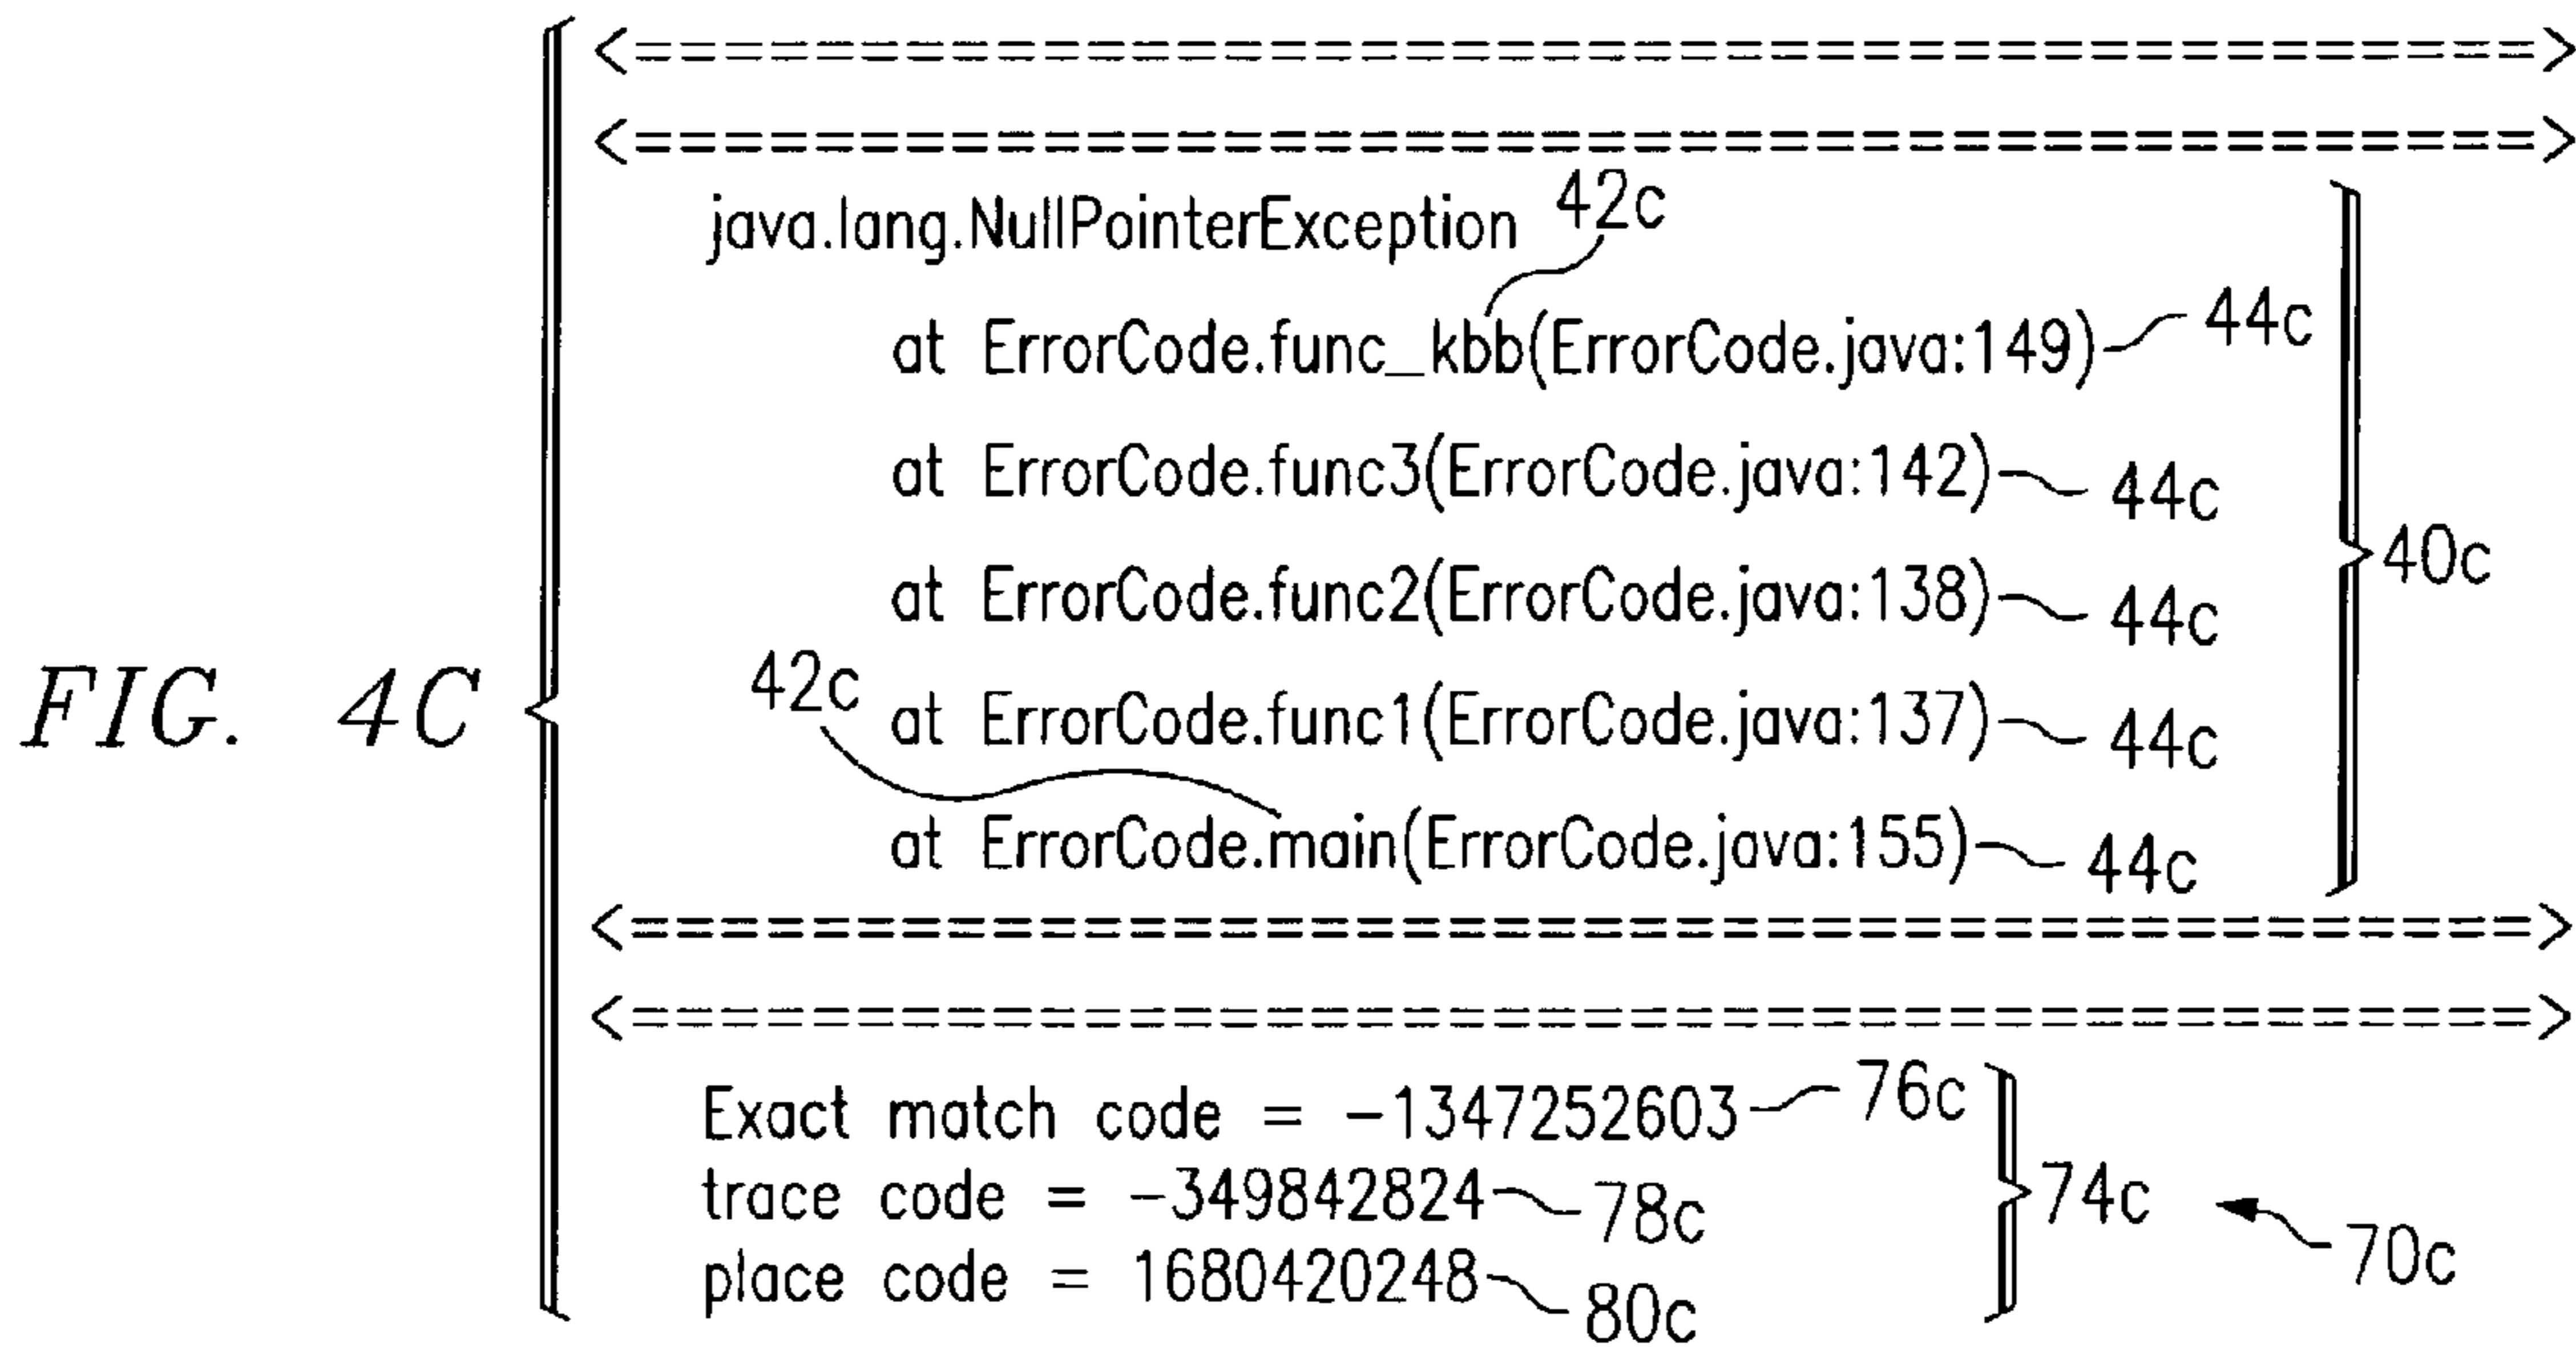 <===========================================>
<===========================================>
java.lang.NullPointerException 42c
at ErrorCode.func_kbb(ErrorCode.java:149) 44c
at ErrorCode.func3(ErrorCode.java:142) 44c
40c
at ErrorCode.func2(ErrorCode.java:138) 44c
FIG. 4C
42c
at ErrorCode.func1(ErrorCode.java:137) 44c
at ErrorCode.main(ErrorCode.java:155) 44c
<===========================================>
<===========================================>
Exact match code = -1347252603 76c
trace code = -349842824 78c
74c
70c
place code = 1680420248 80c